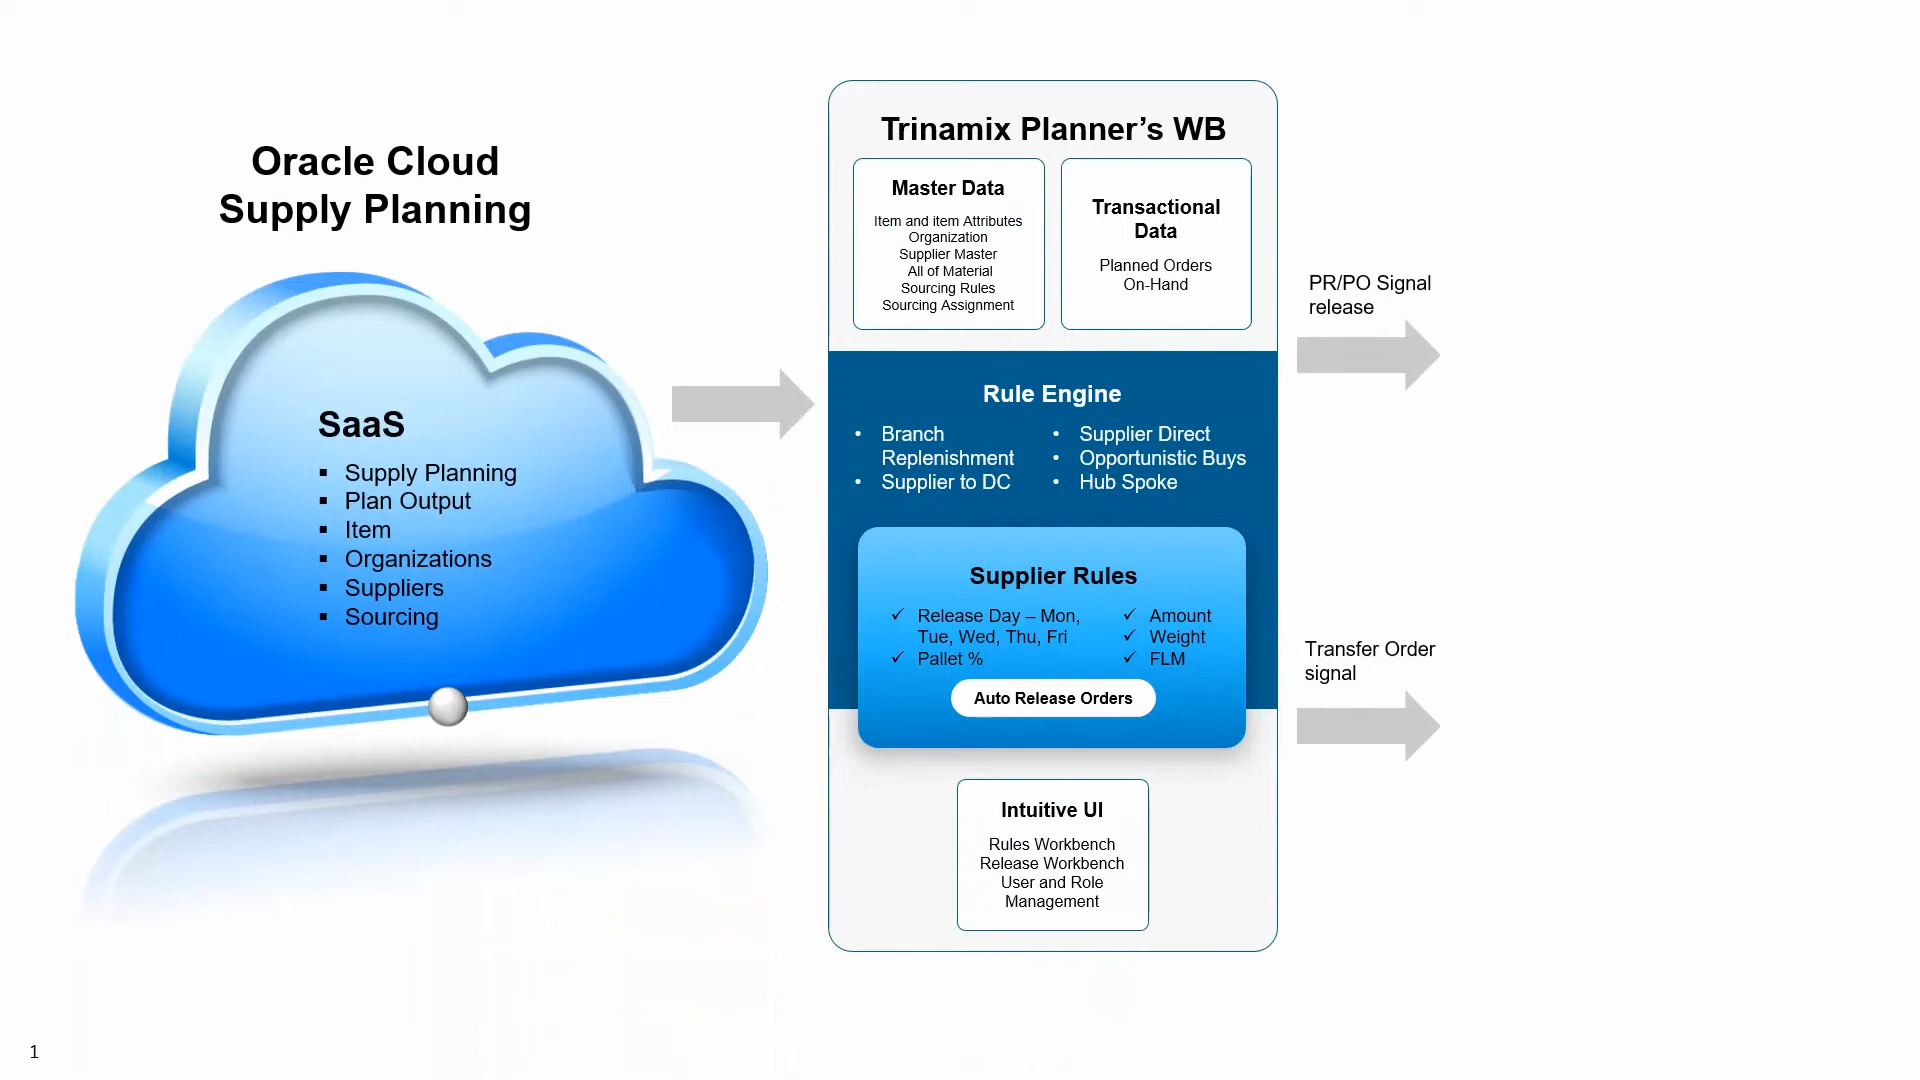 Oracle Cloud
Supply Planning
SaaS
▪ Supply Planning
▪ Plan Output
▪ Item
▪ Organizations
▪ Suppliers
▪ Sourcing
Trinamix Planner’s WB
Master Data
Item and item Attributes
Organization
Supplier Master
All of Material
Sourcing Rules
Sourcing Assignment
Transactional
Data
Planned Orders
On-Hand
Rule Engine
• Branch
Replenishment
• Supplier to DC
• Supplier Direct
• Opportunistic Buys
• Hub Spoke
Supplier Rules
✓ Release Day – Mon,
Tue, Wed, Thu, Fri
✓ Pallet %
✓ Amount
✓ Weight
✓ FLM
Auto Release Orders
Intuitive UI
Rules Workbench
Release Workbench
User and Role
Management
PR/PO Signal
release
Transfer Order
signal
1